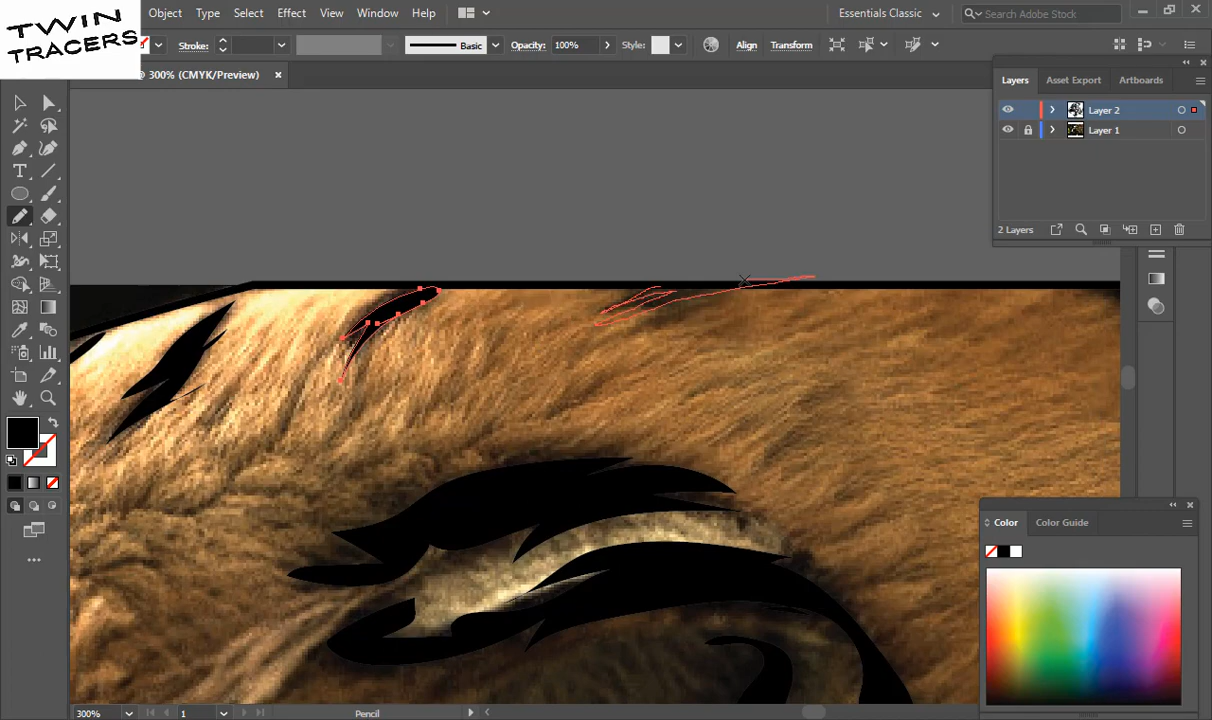 TWIN
TRACERS
Object Type Select Effect View Window Help
Essentials Classic
Search Adobe Stock
Stroke:
Basic
Opacity: 100%
Style:
Align
Transform
@ 300% (CMYK/Preview)
Layers Asset Export Artboards
Layer 2
Layer 1
2 Layers
Color Color Guide
300%
1
Pencil